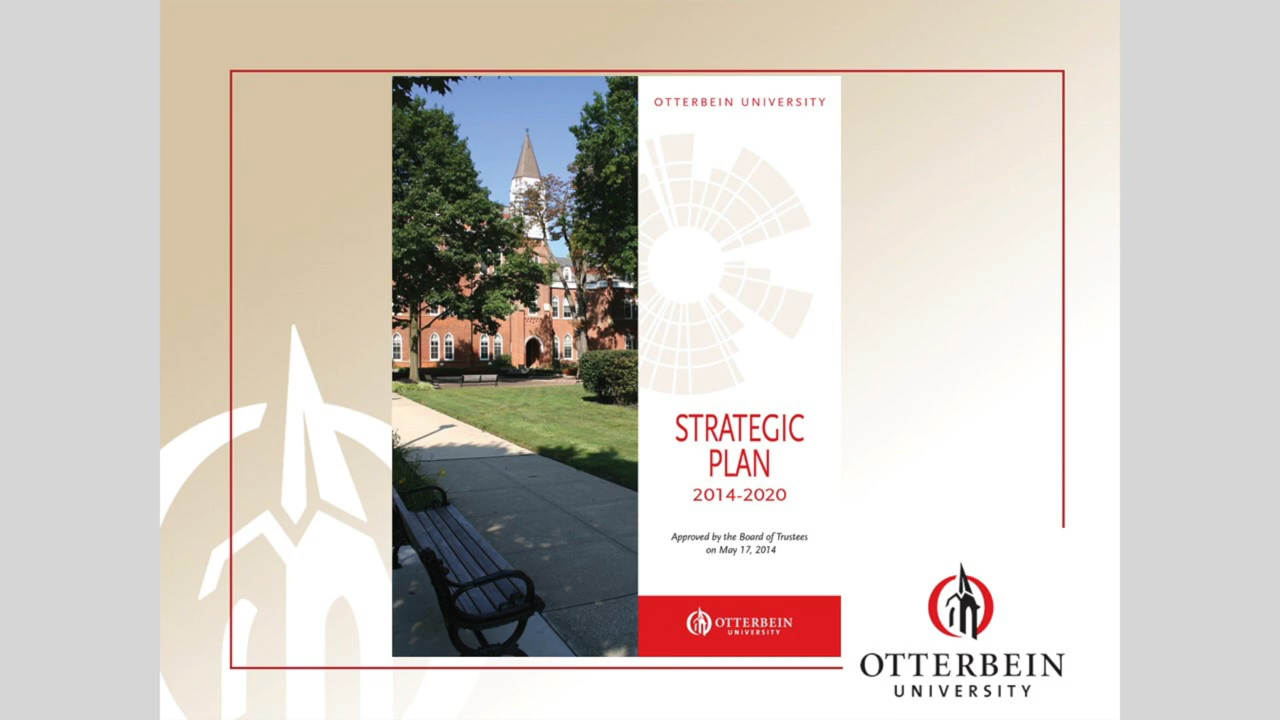 OTTERBEIN UNIVERSITY
STRATEGIC
PLAN
2014-2020
Approved by the Board of Trustees
on May 17, 2014
OTTERBEIN
UNIVERSITY
OTTERBEIN
UNIVERSITY